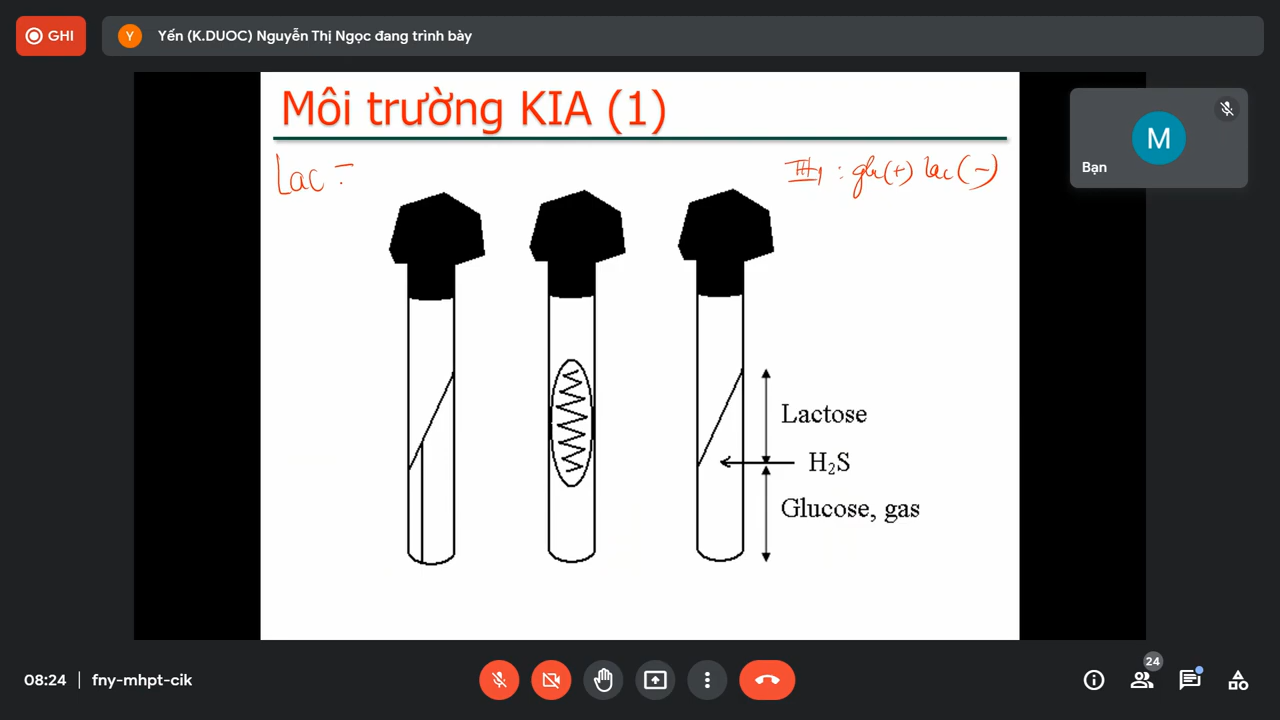 GHI
Y
Yến (K.DUOC) Nguyễn Thị Ngọc đang trình bày
Môi trường KIA (1)
Lac -
: glu(+) lac(-)
M
Bạn
Lactose
H₂S
Glucose, gas
08:24 | fny-mhpt-cik
24